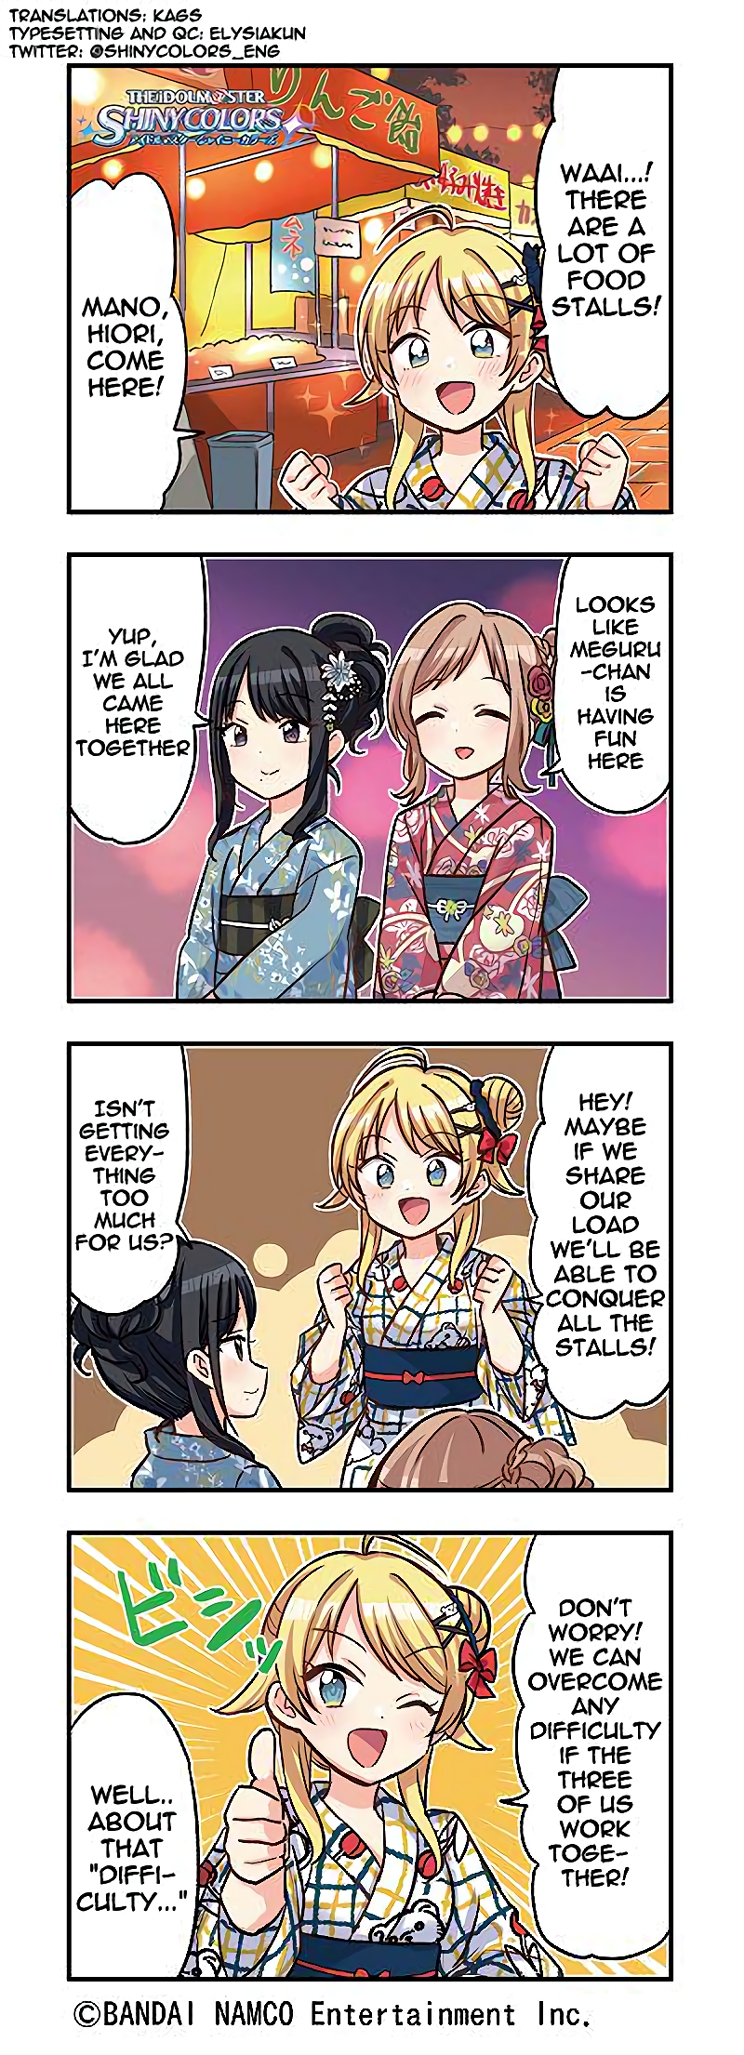 TRANSLATIONS: KAGS
TYPESETTING AND QC: ELYSIAKUN
TWITTER: @SHINYCOLORS_ENG
THE iDOLM@STER
SHINYCOLORS
りんご飴
WAAI...!
THERE
ARE A
LOT OF
FOOD
STALLS!
MANO,
HIORI,
COME
HERE!
LOOKS
LIKE
MEGURU
-CHAN
IS
HAVING
FUN
HERE
YUP,
I'M GLAD
WE ALL
CAME
HERE
TOGETHER
HEY!
MAYBE
IF WE
SHARE
OUR
LOAD
WE'LL BE
ABLE TO
CONQUER
ALL THE
STALLS!
ISN'T
GETTING
EVERY-
THING
TOO
MUCH
FOR US?
ビシッ
DON'T
WORRY!
WE CAN
OVERCOME
ANY
DIFFICULTY
IF THE
THREE
OF US
WORK
TOGE-
THER!
WELL..
ABOUT
THAT
"DIFFI-
CULTY..."
©BANDAI NAMCO Entertainment Inc.